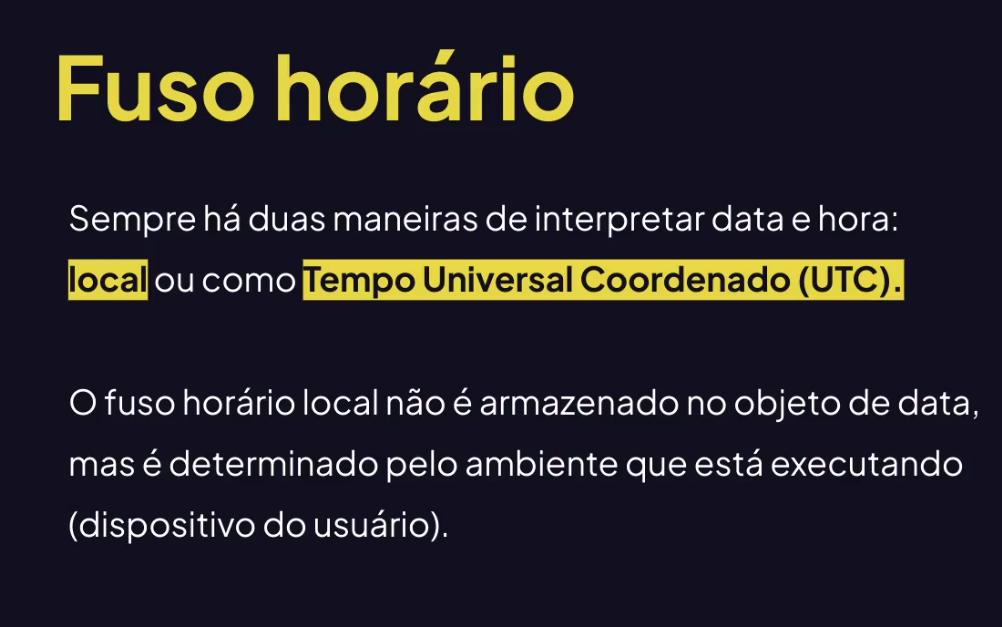 Fuso horário
Sempre há duas maneiras de interpretar data e hora:
local ou como Tempo Universal Coordenado (UTC).
O fuso horário local não é armazenado no objeto de data,
mas é determinado pelo ambiente que está executando
(dispositivo do usuário).